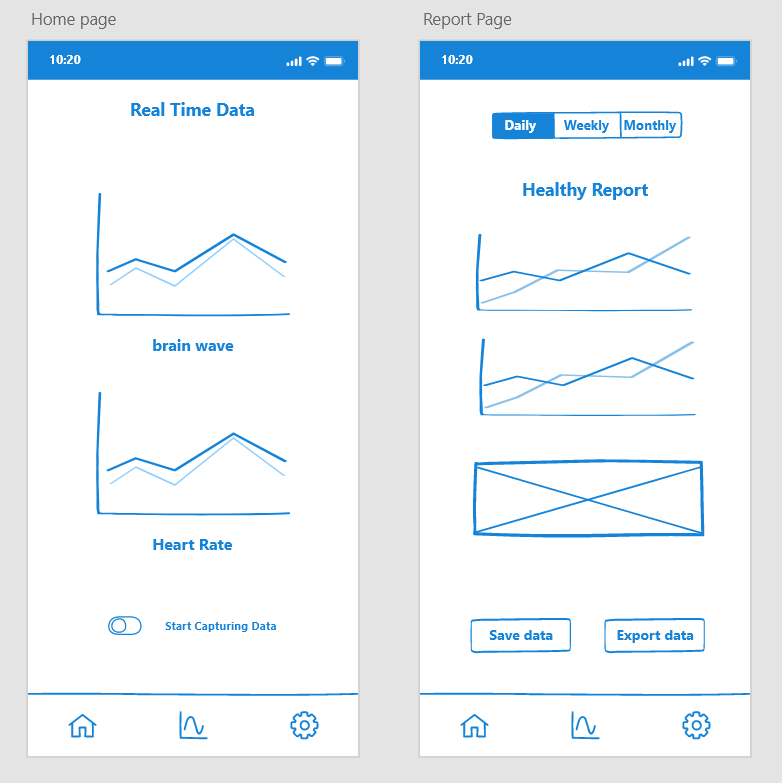 Home page
10:20
Real Time Data
brain wave
Heart Rate
Start Capturing Data
Report Page
10:20
Daily Weekly Monthly
Healthy Report
Save data Export data